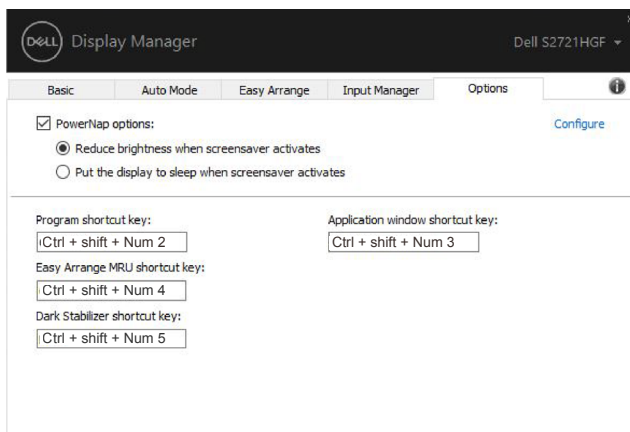 DELL Display Manager
Dell S2721HGF
Basic Auto Mode Easy Arrange Input Manager Options
PowerNap options:
Configure
Reduce brightness when screensaver activates
Put the display to sleep when screensaver activates
Program shortcut key:
Application window shortcut key:
Ctrl + shift + Num 2
Ctrl + shift + Num 3
Easy Arrange MRU shortcut key:
Ctrl + shift + Num 4
Dark Stabilizer shortcut key:
Ctrl + shift + Num 5